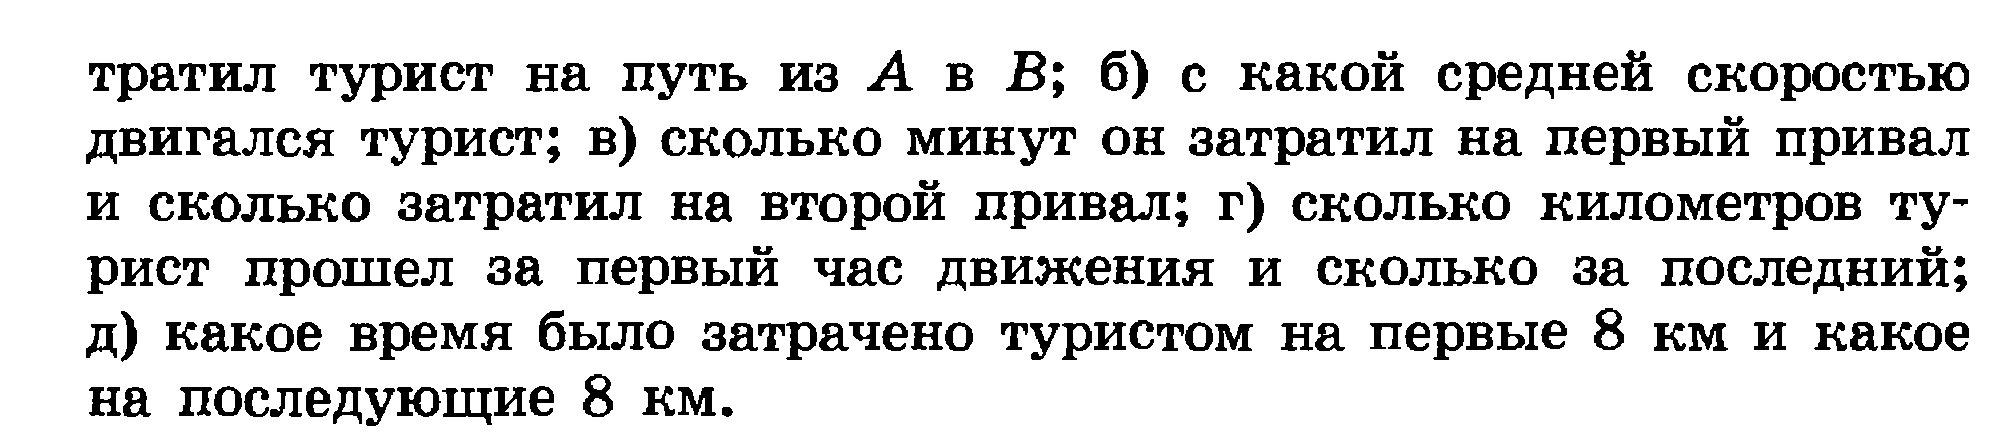 тратил турист на путь из A в B; б) с какой средней скоростью
двигался турист; в) сколько минут он затратил на первый привал
и сколько затратил на второй привал; г) сколько километров ту-
рист прошел за первый час движения и сколько за последний;
д) какое время было затрачено туристом на первые 8 км и какое
на последующие 8 км.